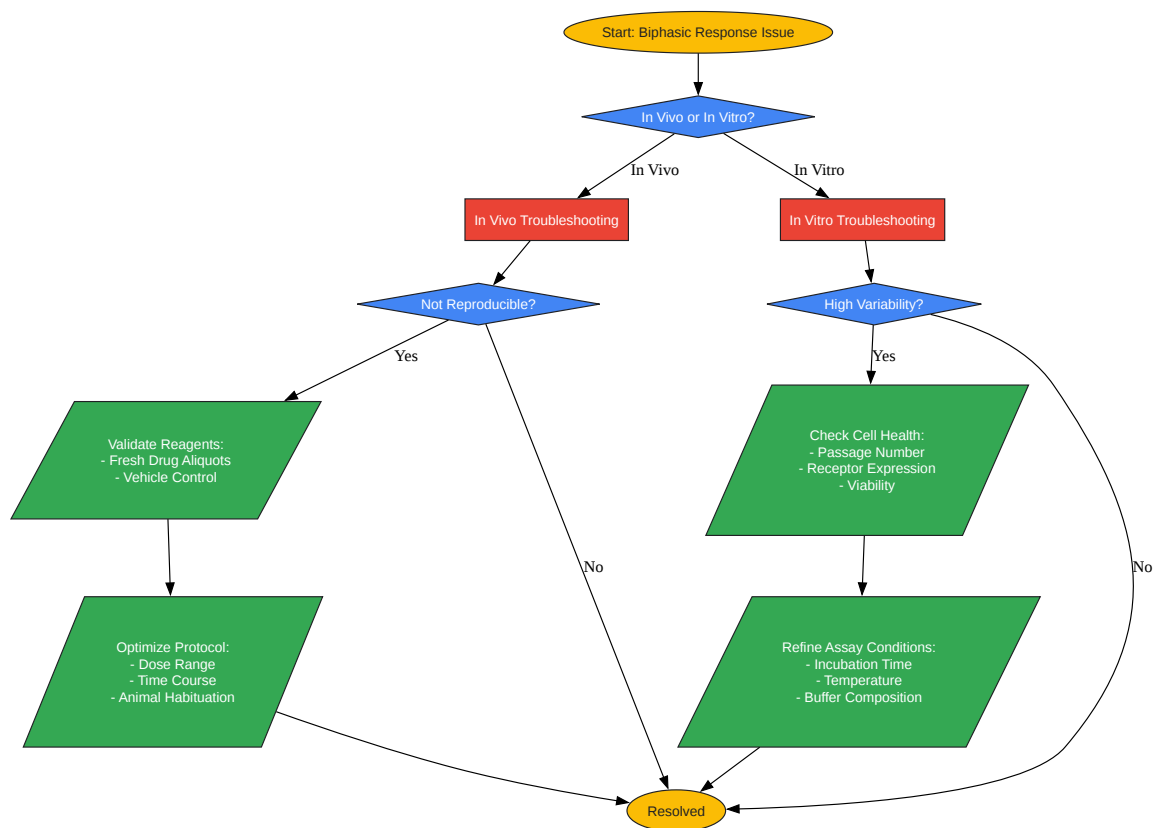 Start: Biphasic Response Issue
In Vivo or In Vitro?
In Vivo
In Vitro
In Vivo Troubleshooting
In Vitro Troubleshooting
Not Reproducible?
High Variability?
Yes
Yes
Validate Reagents:
- Fresh Drug Aliquots
- Vehicle Control
Check Cell Health:
- Passage Number
- Receptor Expression
- Viability
No
No
Optimize Protocol:
- Dose Range
- Time Course
- Animal Habituation
Refine Assay Conditions:
- Incubation Time
- Temperature
- Buffer Composition
Resolved